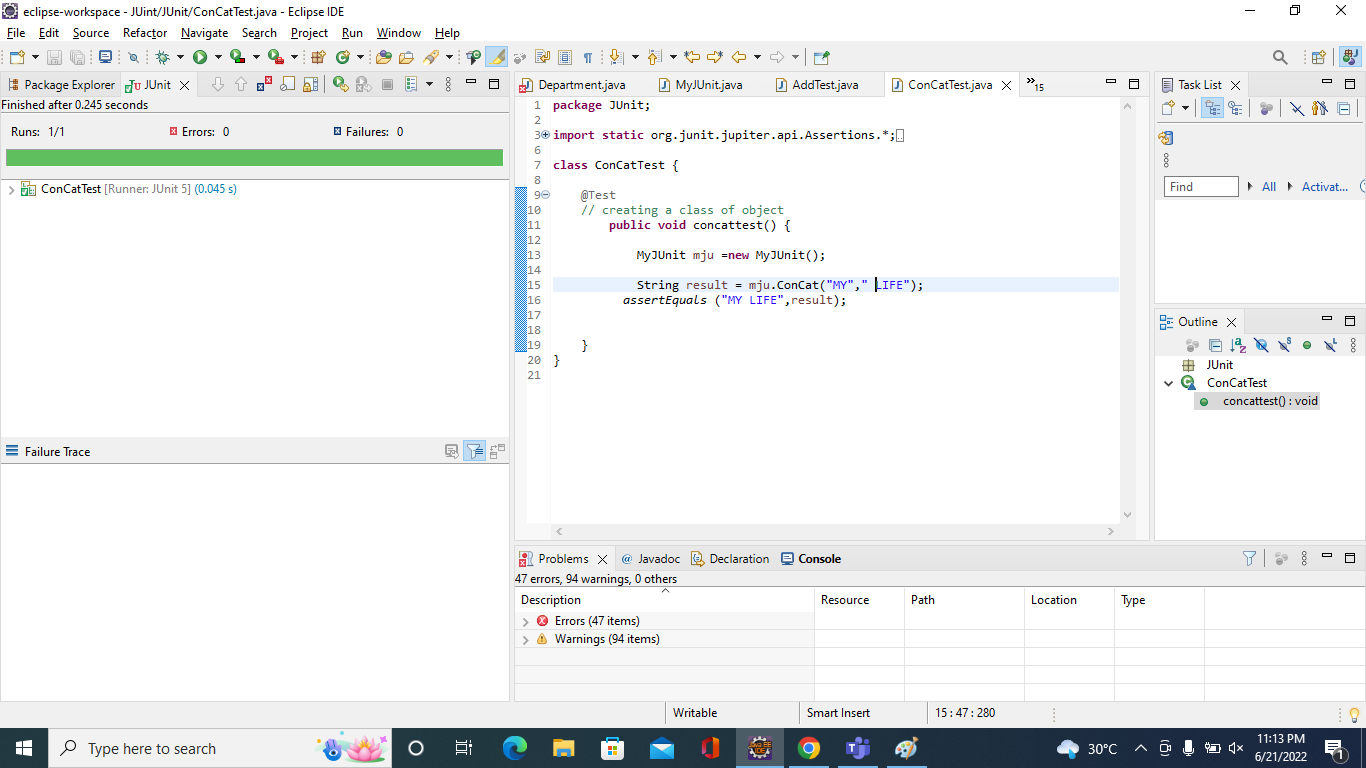 eclipse-workspace - JUint/JUnit/ConCatTest.java - Eclipse IDE
File Edit Source Refactor Navigate Search Project Run Window Help
Package Explorer JUnit
Finished after 0.245 seconds
Runs: 1/1 Errors: 0 Failures: 0
ConCatTest [Runner: JUnit 5] (0.045 s)
Failure Trace
Department.java MyJUnit.java AddTest.java ConCatTest.java »15
1 package JUnit;
2
3 import static org.junit.jupiter.api.Assertions.*;
6
7 class ConCatTest {
8
9 @Test
10 // creating a class of object
11 public void concattest() {
12
13 MyJUnit mju =new MyJUnit();
14
15 String result = mju.ConCat("MY"," LIFE");
16 assertEquals ("MY LIFE",result);
17
18
19 }
20 }
21
Task List
Find All Activat...
Outline
JUnit
ConCatTest
concattest() : void
Problems @ Javadoc Declaration Console
47 errors, 94 warnings, 0 others
Description Resource Path Location Type
Errors (47 items)
Warnings (94 items)
Writable Smart Insert 15 : 47 : 280
Type here to search
30°C
11:13 PM
6/21/2022
1